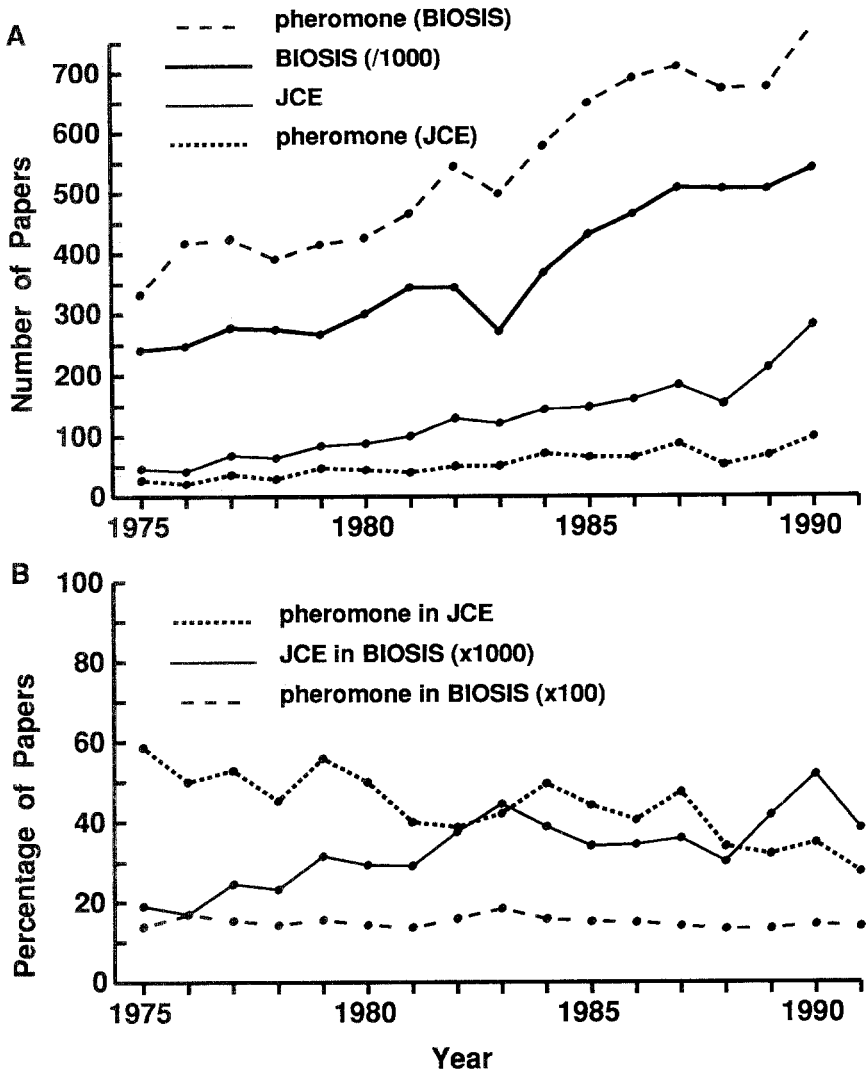 A
pheromone (BIOSIS)
BIOSIS (/1000)
JCE
pheromone (JCE)
700
600
500
400
300
200
100
0
Number of Papers
1975 1980 1985 1990
B
100
80
60
40
20
0
pheromone in JCE
JCE in BIOSIS (x1000)
pheromone in BIOSIS (x100)
Percentage of Papers
1975 1980 1985 1990
Year